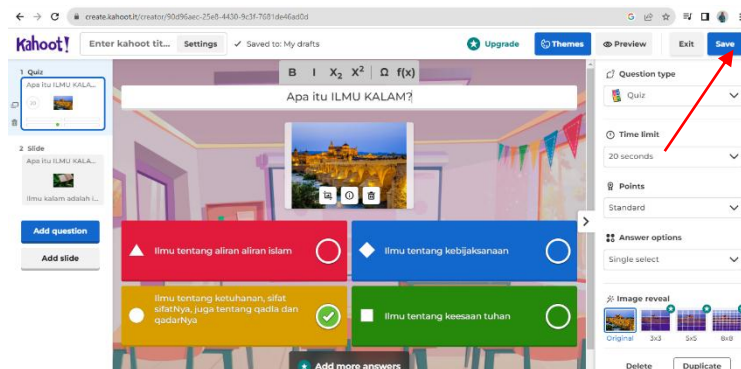 create.kahoot.it/creator/90d96aec-25e8-4430-9c3f-7681de46ad0d
Kahoot!
Enter kahoot tit...
Settings
Saved to: My drafts
Upgrade
Themes
Preview
Exit
Save
1 Quiz
Apa itu ILMU KALA...
2 Slide
Apa itu ILMU KALA...
Ilmu kalam adalah i...
Add question
Add slide
B I X₂ X² Ω f(x)
Apa itu ILMU KALAM?
Ilmu tentang aliran aliran islam
Ilmu tentang kebijaksanaan
Ilmu tentang ketuhanan, sifat
sifatNya, juga tentang qadla dan
qadarNya
Ilmu tentang keesaan tuhan
Add more answers
Question type
Quiz
Time limit
20 seconds
Points
Standard
Answer options
Single select
Image reveal
Original 3x3 5x5 8x8
Delete
Duplicate